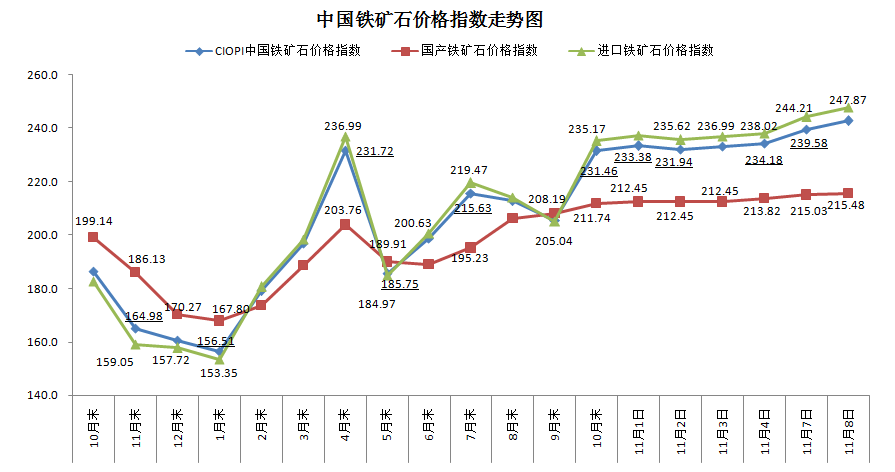 中国铁矿石价格指数走势图
CIOPI中国铁矿石价格指数 国产铁矿石价格指数 进口铁矿石价格指数
260.0
240.0
220.0
200.0
180.0
160.0
140.0
199.14
186.13
170.27
167.80
164.98
156.51
159.05
157.72
153.35
236.99
231.72
203.76
189.91
185.75
184.97
200.63
219.47
215.63
195.23
208.19
205.04
235.17
231.46
211.74
233.38
212.45
235.62
231.94
212.45
236.99
212.45
238.02
234.18
213.82
244.21
239.58
215.03
247.87
215.48
10月末
11月末
12月末
1月末
2月末
3月末
4月末
5月末
6月末
7月末
8月末
9月末
10月末
11月1日
11月2日
11月3日
11月4日
11月7日
11月8日